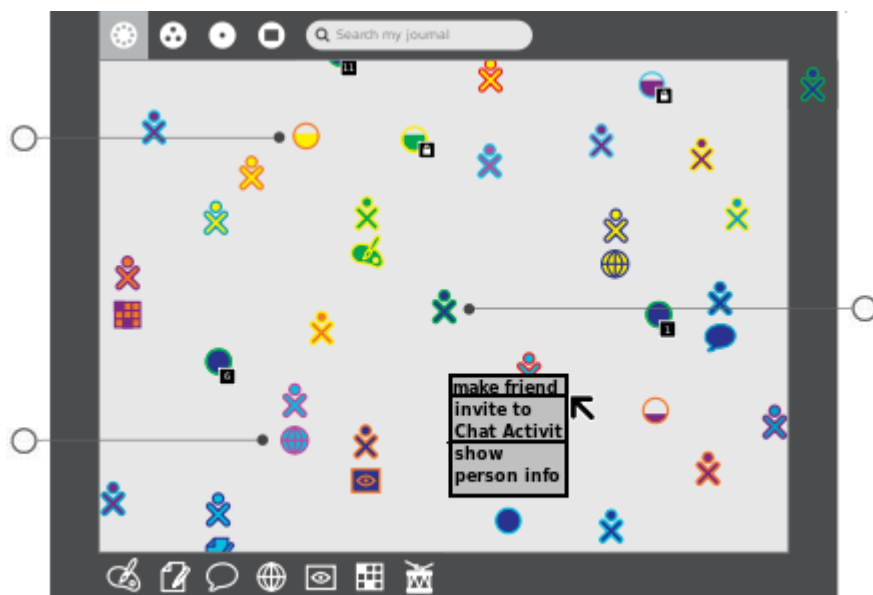 Search my journal
11
1
6
make friend
invite to
Chat Activit
show
person info